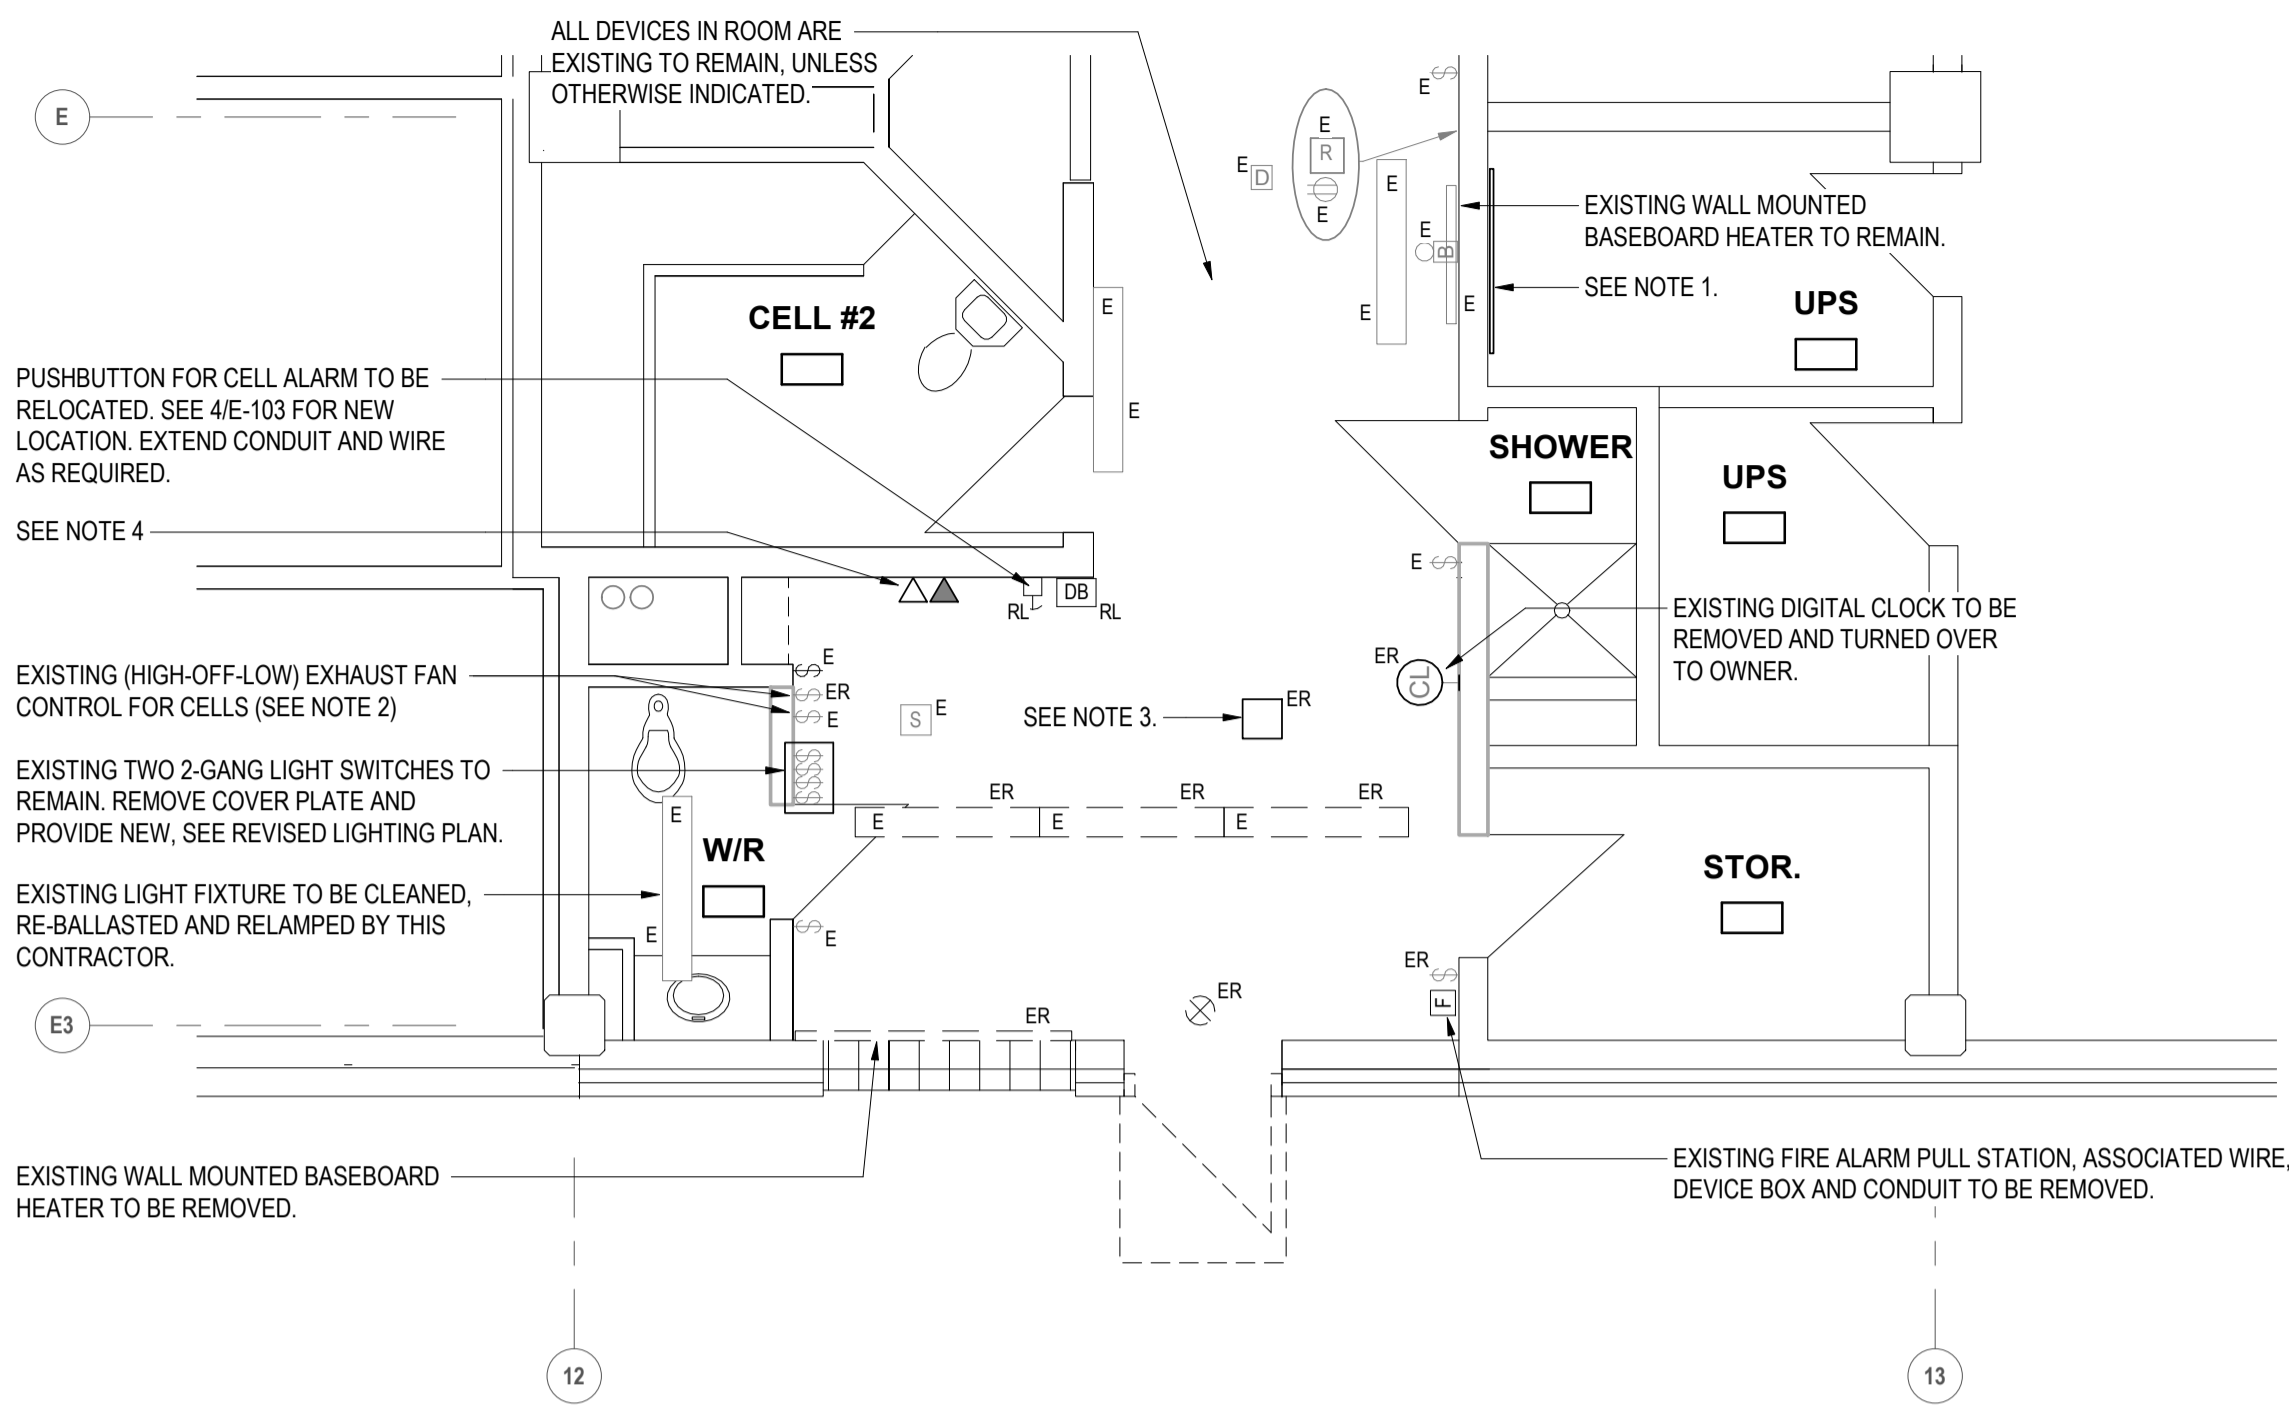 ALL DEVICES IN ROOM ARE
EXISTING TO REMAIN, UNLESS
OTHERWISE INDICATED.
E
E
E
R
E
E
D
E
E
E
B
E
E
EXISTING WALL MOUNTED
BASEBOARD HEATER TO REMAIN.
SEE NOTE 1.
UPS
CELL #2
E
E
PUSHBUTTON FOR CELL ALARM TO BE
RELOCATED. SEE 4/E-103 FOR NEW
LOCATION. EXTEND CONDUIT AND WIRE
AS REQUIRED.
SHOWER
UPS
SEE NOTE 4
E
RL
DB
RL
EXISTING DIGITAL CLOCK TO BE
REMOVED AND TURNED OVER
TO OWNER.
ER
CL
EXISTING (HIGH-OFF-LOW) EXHAUST FAN
CONTROL FOR CELLS (SEE NOTE 2)
E
ER
E
S
E
SEE NOTE 3.
ER
EXISTING TWO 2-GANG LIGHT SWITCHES TO
REMAIN. REMOVE COVER PLATE AND
PROVIDE NEW, SEE REVISED LIGHTING PLAN.
ER
ER
ER
E
E
E
E
W/R
STOR.
EXISTING LIGHT FIXTURE TO BE CLEANED,
RE-BALLASTED AND RELAMPED BY THIS
CONTRACTOR.
E
E
ER
F
ER
ER
E3
EXISTING WALL MOUNTED BASEBOARD
HEATER TO BE REMOVED.
EXISTING FIRE ALARM PULL STATION, ASSOCIATED WIRE,
DEVICE BOX AND CONDUIT TO BE REMOVED.
12
13